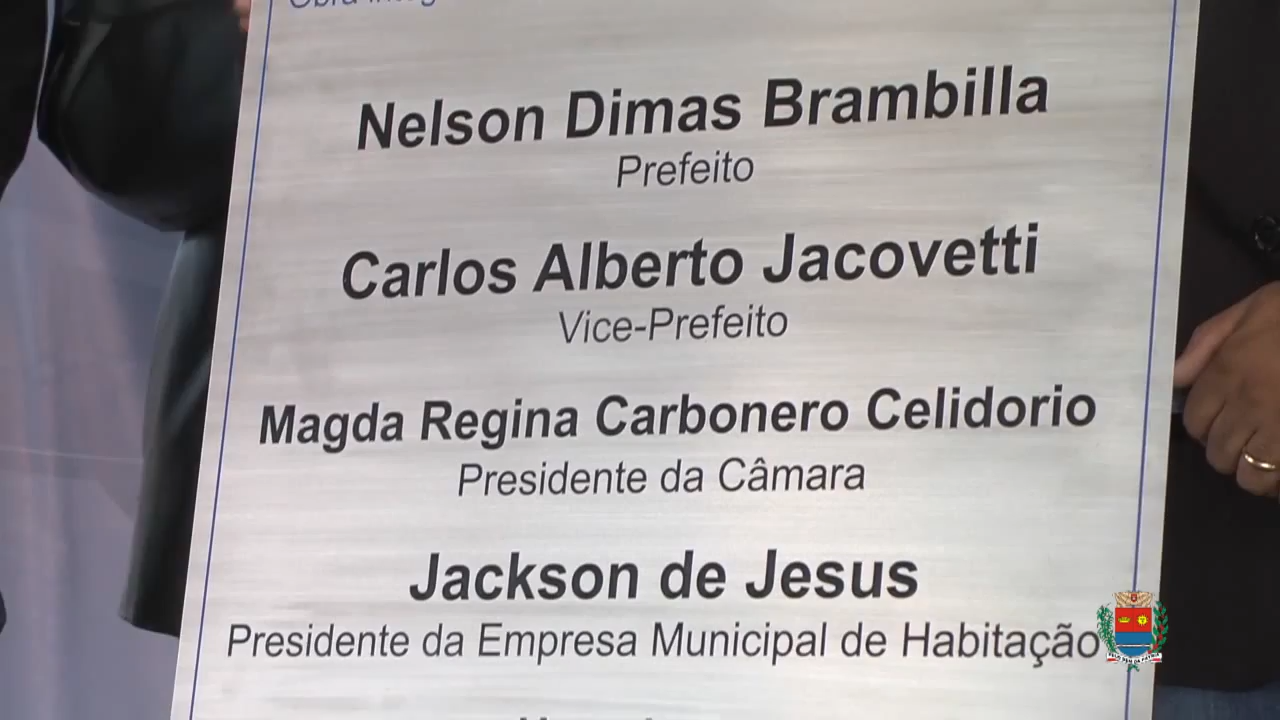 Nelson Dimas Brambilla
Prefeito
Carlos Alberto Jacovetti
Vice-Prefeito
Magda Regina Carbonero Celidorio
Presidente da Câmara
Jackson de Jesus
Presidente da Empresa Municipal de Habitação